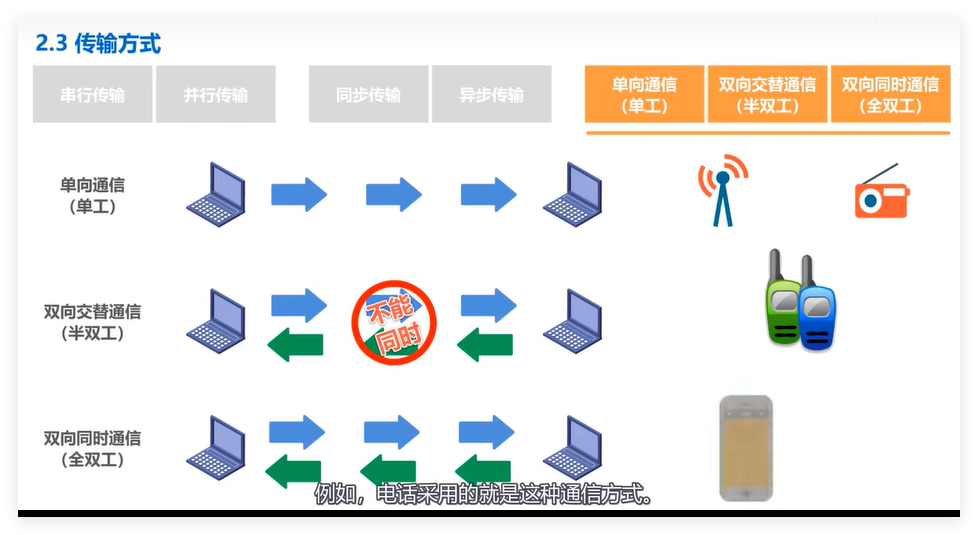 2.3 传输方式
串行传输
并行传输
同步传输
异步传输
单向通信
（单工）
双向交替通信
（半双工）
双向同时通信
（全双工）
单向通信
（单工）
双向交替通信
（半双工）
不能
同时
双向同时通信
（全双工）
例如，电话采用的就是这种通信方式。